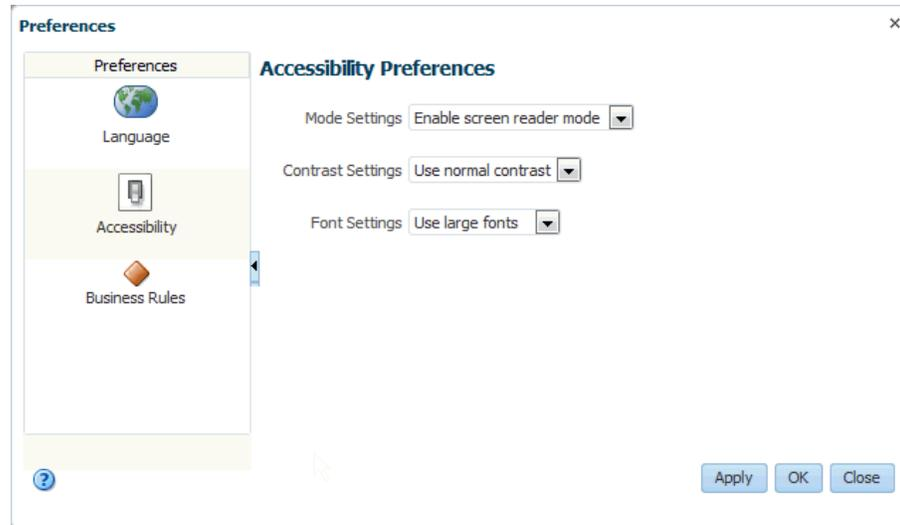 Preferences
Preferences
Language
Accessibility
Business Rules
Accessibility Preferences
Mode Settings Enable screen reader mode
Contrast Settings Use normal contrast
Font Settings Use large fonts
?
Apply OK Close